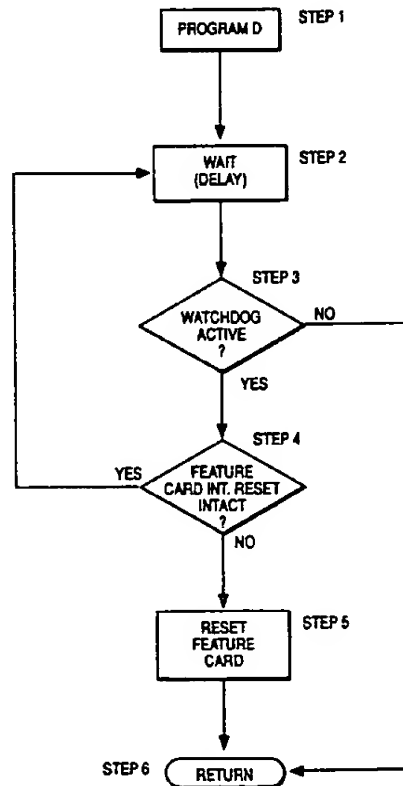 PROGRAM D
STEP 1
WAIT
(DELAY)
STEP 2
STEP 3
WATCHDOG
ACTIVE
?
NO
YES
STEP 4
FEATURE
CARD INT. RESET
INTACT
?
YES
NO
RESET
FEATURE
CARD
STEP 5
STEP 6
RETURN